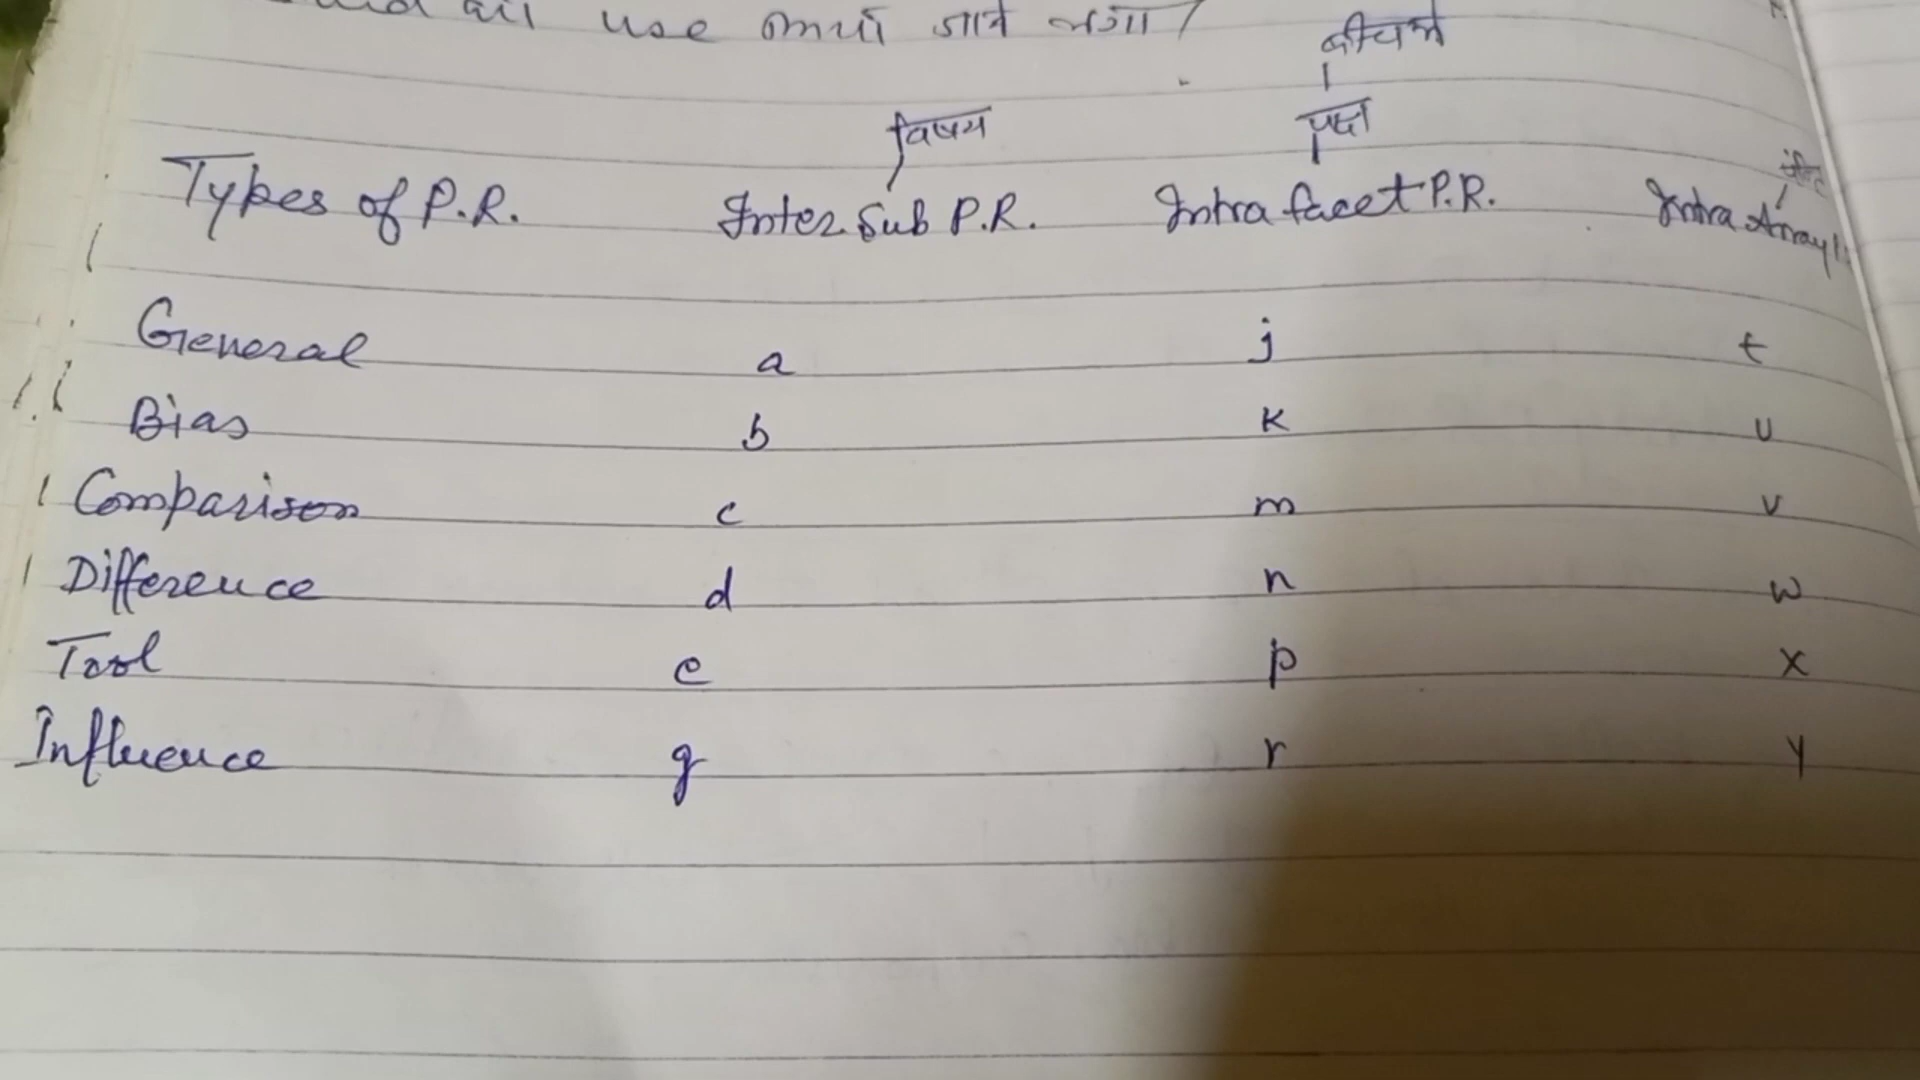 use किया जाने लगा /
बीच में
विषय पक्ष
Types of P.R. Inter Sub P.R. Intra facet P.R. Intra Array
General a j t
Bias b k u
Comparison c m v
Difference d n w
Tool e p x
Influence g r y